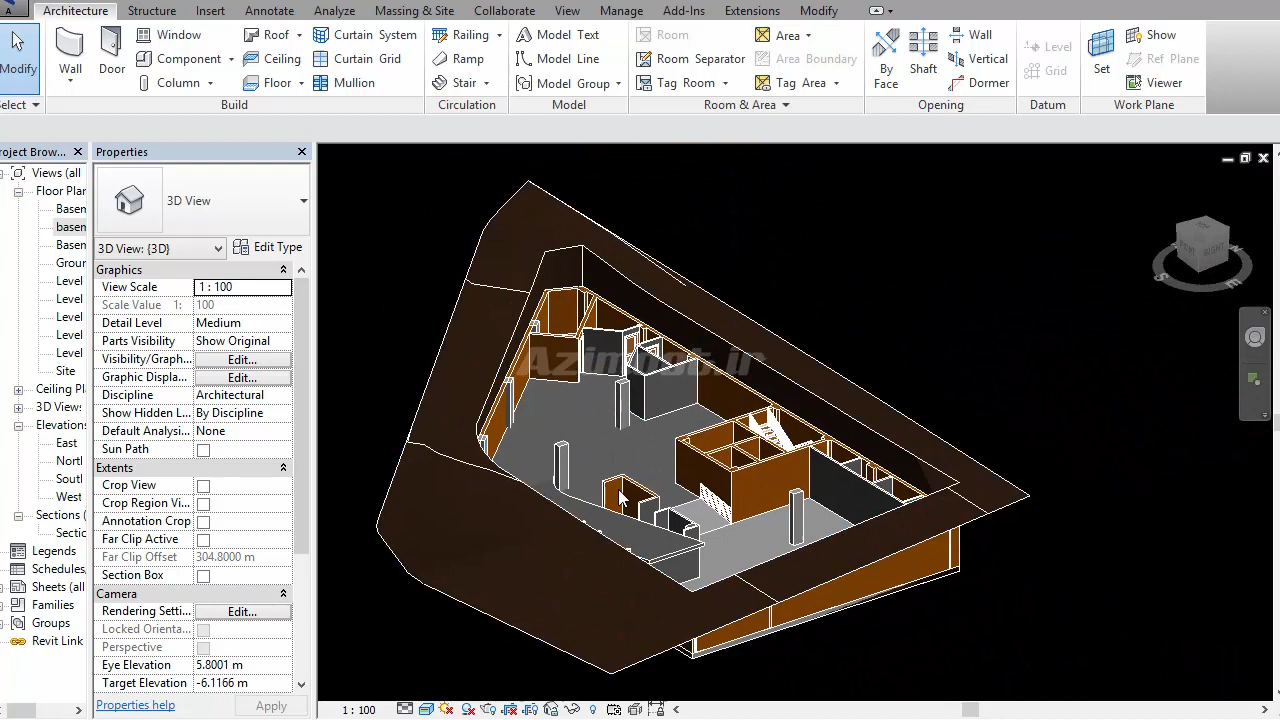 Architecture Structure Insert Annotate Analyze Massing & Site Collaborate View Manage Add-Ins Extensions Modify
Modify
Select
Wall
Door
Window
Component
Column
Roof
Ceiling
Floor
Curtain System
Curtain Grid
Mullion
Build
Railing
Ramp
Stair
Circulation
Model Text
Model Line
Model Group
Model
Room
Room Separator
Tag Room
Area
Area Boundary
Tag Area
Room & Area
By
Face
Shaft
Wall
Vertical
Dormer
Opening
Level
Grid
Datum
Set
Show
Ref Plane
Viewer
Work Plane
roject Brow...
Views (all
Floor Plar
Basen
basen
Basen
Grour
Level
Level
Level
Level
Level
Site
Ceiling Pl
3D Views
Elevation:
East
North
South
West
Sections (
Sectic
Legends
Schedules,
Sheets (all
Families
Groups
Revit Link
Properties
3D View
3D View: {3D}
Edit Type
Graphics
View Scale 1 : 100
Scale Value 1: 100
Detail Level Medium
Parts Visibility Show Original
Visibility/Graph... Edit...
Graphic Displa... Edit...
Discipline Architectural
Show Hidden L... By Discipline
Default Analysi... None
Sun Path
Extents
Crop View
Crop Region Vi...
Annotation Crop
Far Clip Active
Far Clip Offset 304.8000 m
Section Box
Camera
Rendering Setti... Edit...
Locked Orienta...
Perspective
Eye Elevation 5.8001 m
Target Elevation -6.1166 m
Properties help
Apply
RIGHT
S
E
1 : 100